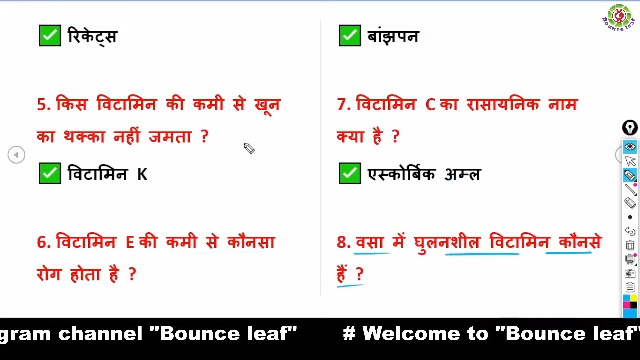 रिकेट्स
5. किस विटामिन की कमी से खून
का थक्का नहीं जमता ?
विटामिन K
6. विटामिन E की कमी से कौनसा
रोग होता है ?
बांझपन
7. विटामिन C का रासायनिक नाम
क्या है ?
एस्कोर्बिक अम्ल
8. वसा में घुलनशील विटामिन कौनसे
हैं ?
gram channel "Bounce leaf" # Welcome to "Bounce leaf"